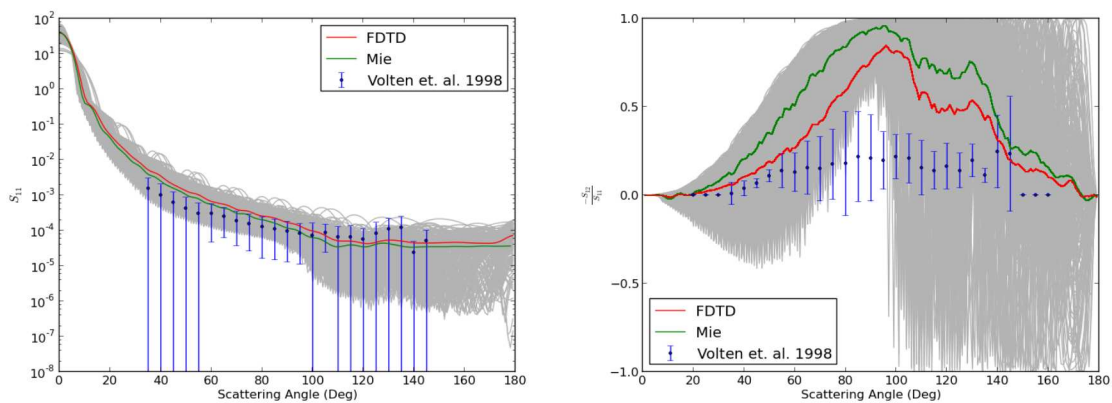 10^2
10^1
10^0
10^-1
10^-2
10^-3
10^-4
10^-5
10^-6
10^-7
10^-8
S_11
0 20 40 60 80 100 120 140 160 180
Scattering Angle (Deg)
FDTD
Mie
Volten et. al. 1998
1.0
0.5
0.0
−0.5
−1.0
-S_12/S_11
0 20 40 60 80 100 120 140 160 180
Scattering Angle (Deg)
FDTD
Mie
Volten et. al. 1998